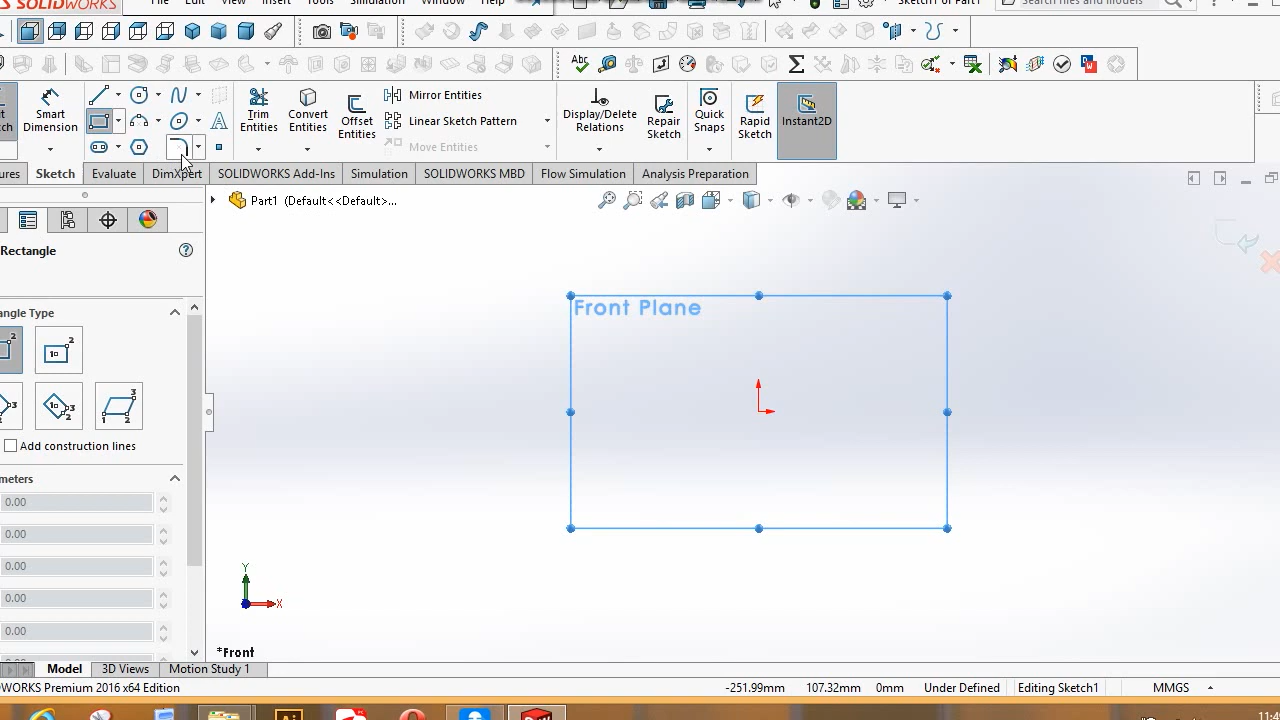 SOLIDWORKS
File Edit View Insert Tools Simulation Window Help
Sketch1 of Part1
Search files and models
Smart Dimension
Trim Entities
Convert Entities
Offset Entities
Mirror Entities
Linear Sketch Pattern
Move Entities
Display/Delete Relations
Repair Sketch
Quick Snaps
Rapid Sketch
Instant2D
ures Sketch Evaluate DimXpert SOLIDWORKS Add-Ins Simulation SOLIDWORKS MBD Flow Simulation Analysis Preparation
Part1 (Default<<Default>...
Rectangle
angle Type
Add construction lines
meters
0.00
0.00
0.00
0.00
0.00
Front Plane
Y
X
*Front
Model 3D Views Motion Study 1
WORKS Premium 2016 x64 Edition
-251.99mm 107.32mm 0mm Under Defined Editing Sketch1 MMGS
Ai